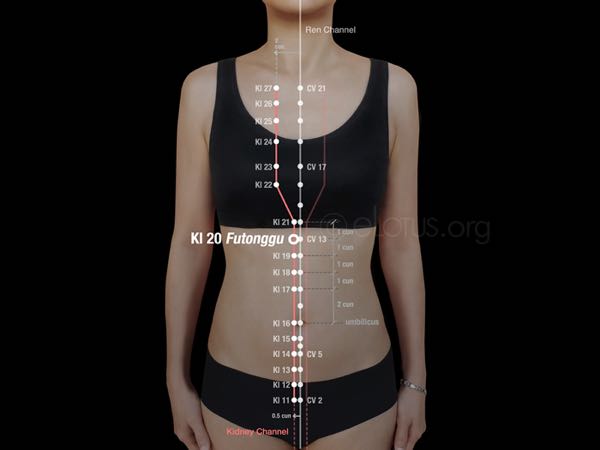 Ren Channel
2
cun
KI 27
CV 21
KI 26
KI 25
KI 24
KI 23
CV 17
KI 22
KI 21
© eLotus.org
1 cun
KI 20 Futonggu
CV 13
1 cun
KI 19
1 cun
KI 18
1 cun
KI 17
2 cun
KI 16
umbilicus
KI 15
KI 14
CV 5
KI 13
KI 12
KI 11
CV 2
0.5 cun
Kidney Channel